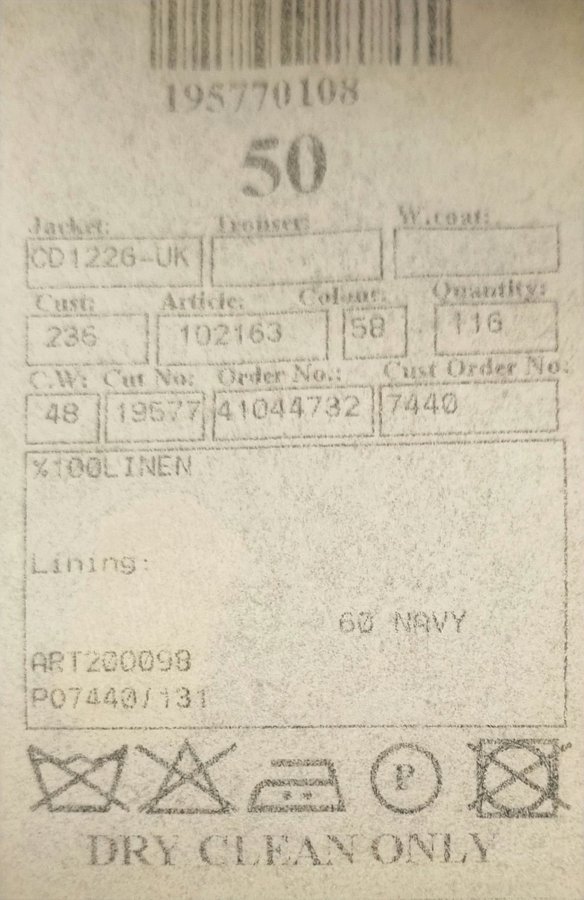 195770108
50
Jacket: Trouser: W.coat:
CD1226-UK
Cust: Article: Colour: Quantity:
236 102163 58 116
C.W: Cut No: Order No.: Cust Order No:
48 19577 41044732 7440
%100LINEN
Lining:
60 NAVY
ART200098
PO7440/131
P
DRY CLEAN ONLY